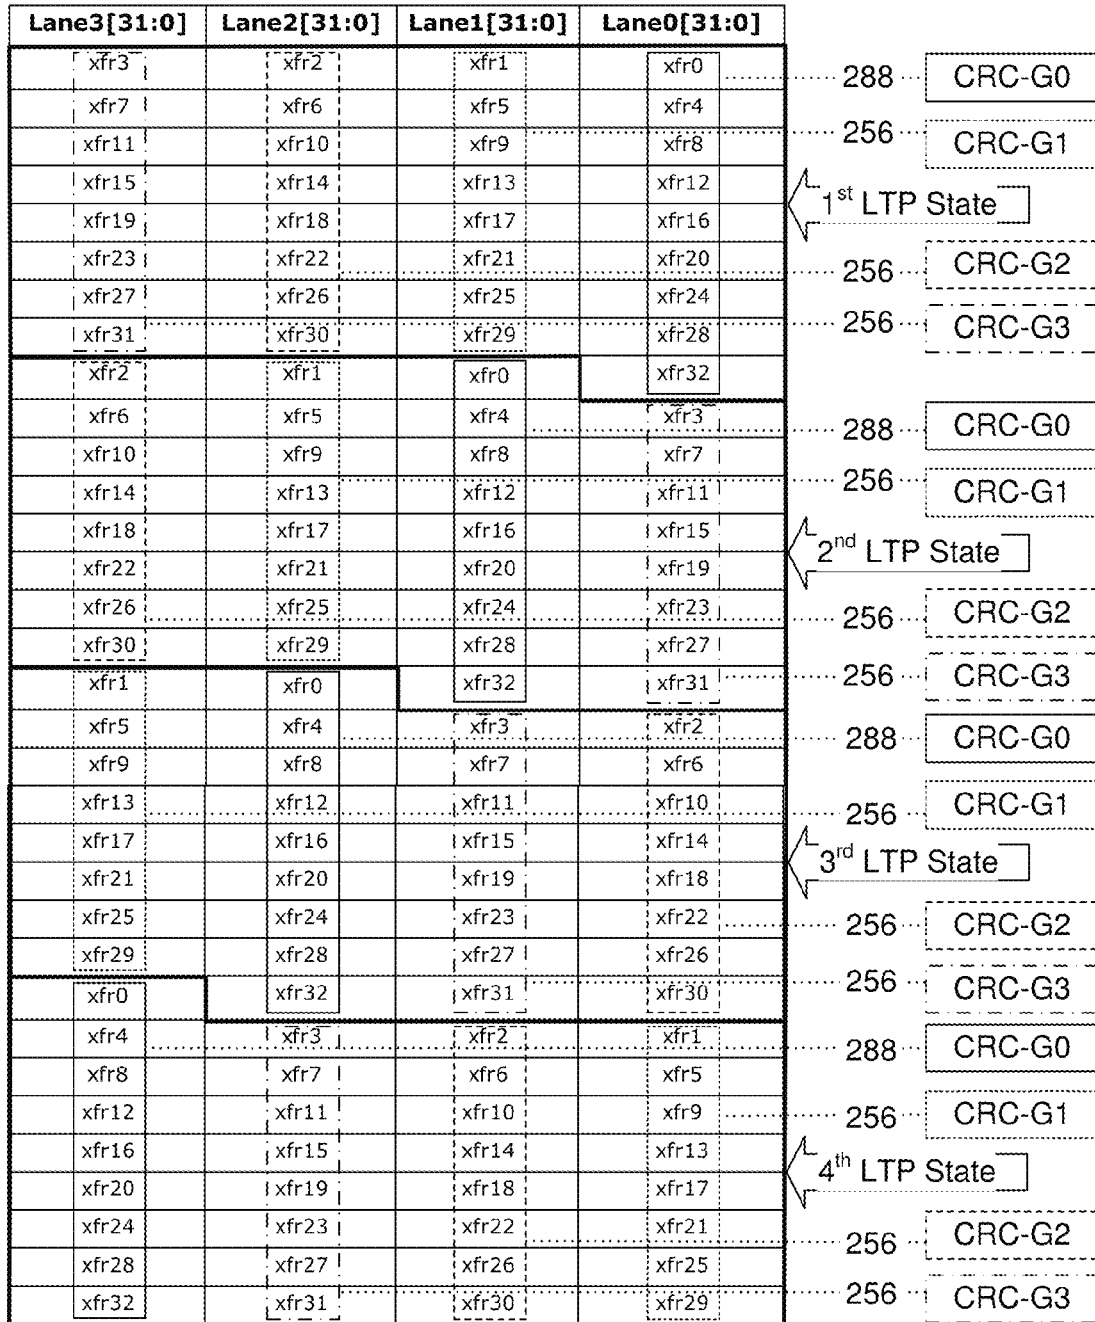 Lane3[31:0] Lane2[31:0] Lane1[31:0] Lane0[31:0]
xfr3 xfr2 xfr1 xfr0 288 CRC-G0
xfr7 xfr6 xfr5 xfr4
xfr11 xfr10 xfr9 xfr8 256 CRC-G1
xfr15 xfr14 xfr13 xfr12
1st LTP State
xfr19 xfr18 xfr17 xfr16
xfr23 xfr22 xfr21 xfr20 256 CRC-G2
xfr27 xfr26 xfr25 xfr24
xfr31 xfr30 xfr29 xfr28 256 CRC-G3
xfr2 xfr1 xfr0 xfr32
xfr6 xfr5 xfr4 xfr3 288 CRC-G0
xfr10 xfr9 xfr8 xfr7
xfr14 xfr13 xfr12 xfr11 256 CRC-G1
xfr18 xfr17 xfr16 xfr15
2nd LTP State
xfr22 xfr21 xfr20 xfr19
xfr26 xfr25 xfr24 xfr23 256 CRC-G2
xfr30 xfr29 xfr28 xfr27
xfr1 xfr0 xfr32 xfr31 256 CRC-G3
xfr5 xfr4 xfr3 xfr2 288 CRC-G0
xfr9 xfr8 xfr7 xfr6
xfr13 xfr12 xfr11 xfr10 256 CRC-G1
xfr17 xfr16 xfr15 xfr14
3rd LTP State
xfr21 xfr20 xfr19 xfr18
xfr25 xfr24 xfr23 xfr22 256 CRC-G2
xfr29 xfr28 xfr27 xfr26
xfr0 xfr32 xfr31 xfr30 256 CRC-G3
xfr4 xfr3 xfr2 xfr1 288 CRC-G0
xfr8 xfr7 xfr6 xfr5
xfr12 xfr11 xfr10 xfr9 256 CRC-G1
xfr16 xfr15 xfr14 xfr13
4th LTP State
xfr20 xfr19 xfr18 xfr17
xfr24 xfr23 xfr22 xfr21 256 CRC-G2
xfr28 xfr27 xfr26 xfr25
xfr32 xfr31 xfr30 xfr29 256 CRC-G3